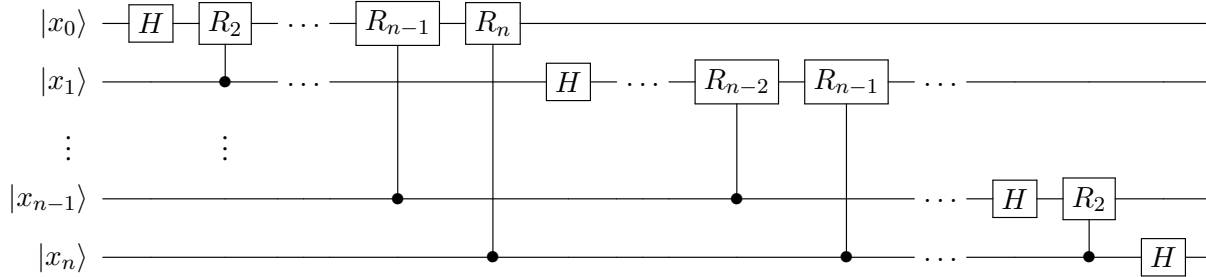 |x₀⟩ H R₂ ⋯ Rₙ₋₁ Rₙ
|x₁⟩ ⋯ H ⋯ Rₙ₋₂ Rₙ₋₁ ⋯
⋮ ⋮
|xₙ₋₁⟩ ⋯ H R₂
|xₙ⟩ ⋯ H